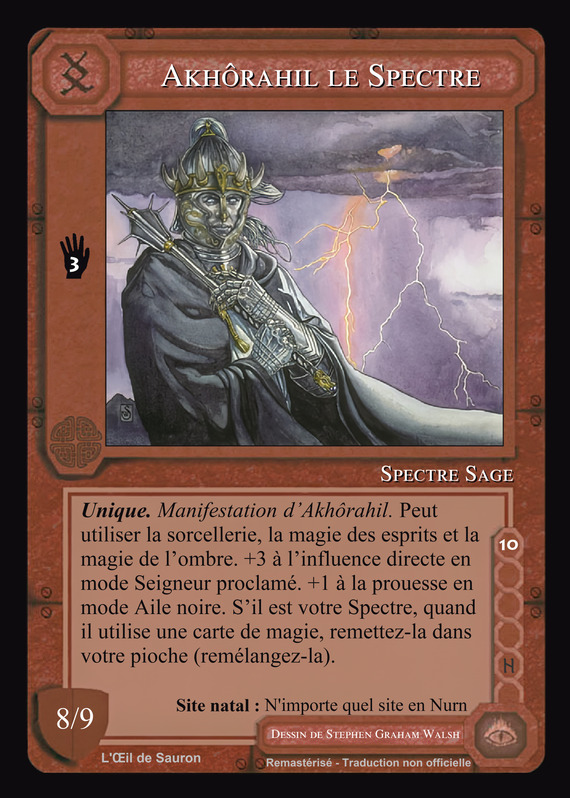 Akhôrahil le Spectre
3
Spectre Sage
Unique. Manifestation d'Akhôrahil. Peut
utiliser la sorcellerie, la magie des esprits et la
magie de l'ombre. +3 à l'influence directe en
mode Seigneur proclamé. +1 à la prouesse en
mode Aile noire. S'il est votre Spectre, quand
il utilise une carte de magie, remettez-la dans
votre pioche (remélangez-la).
10
Site natal : N'importe quel site en Nurn
8/9
Dessin de Stephen Graham Walsh
L'Œil de Sauron
Remastérisé - Traduction non officielle